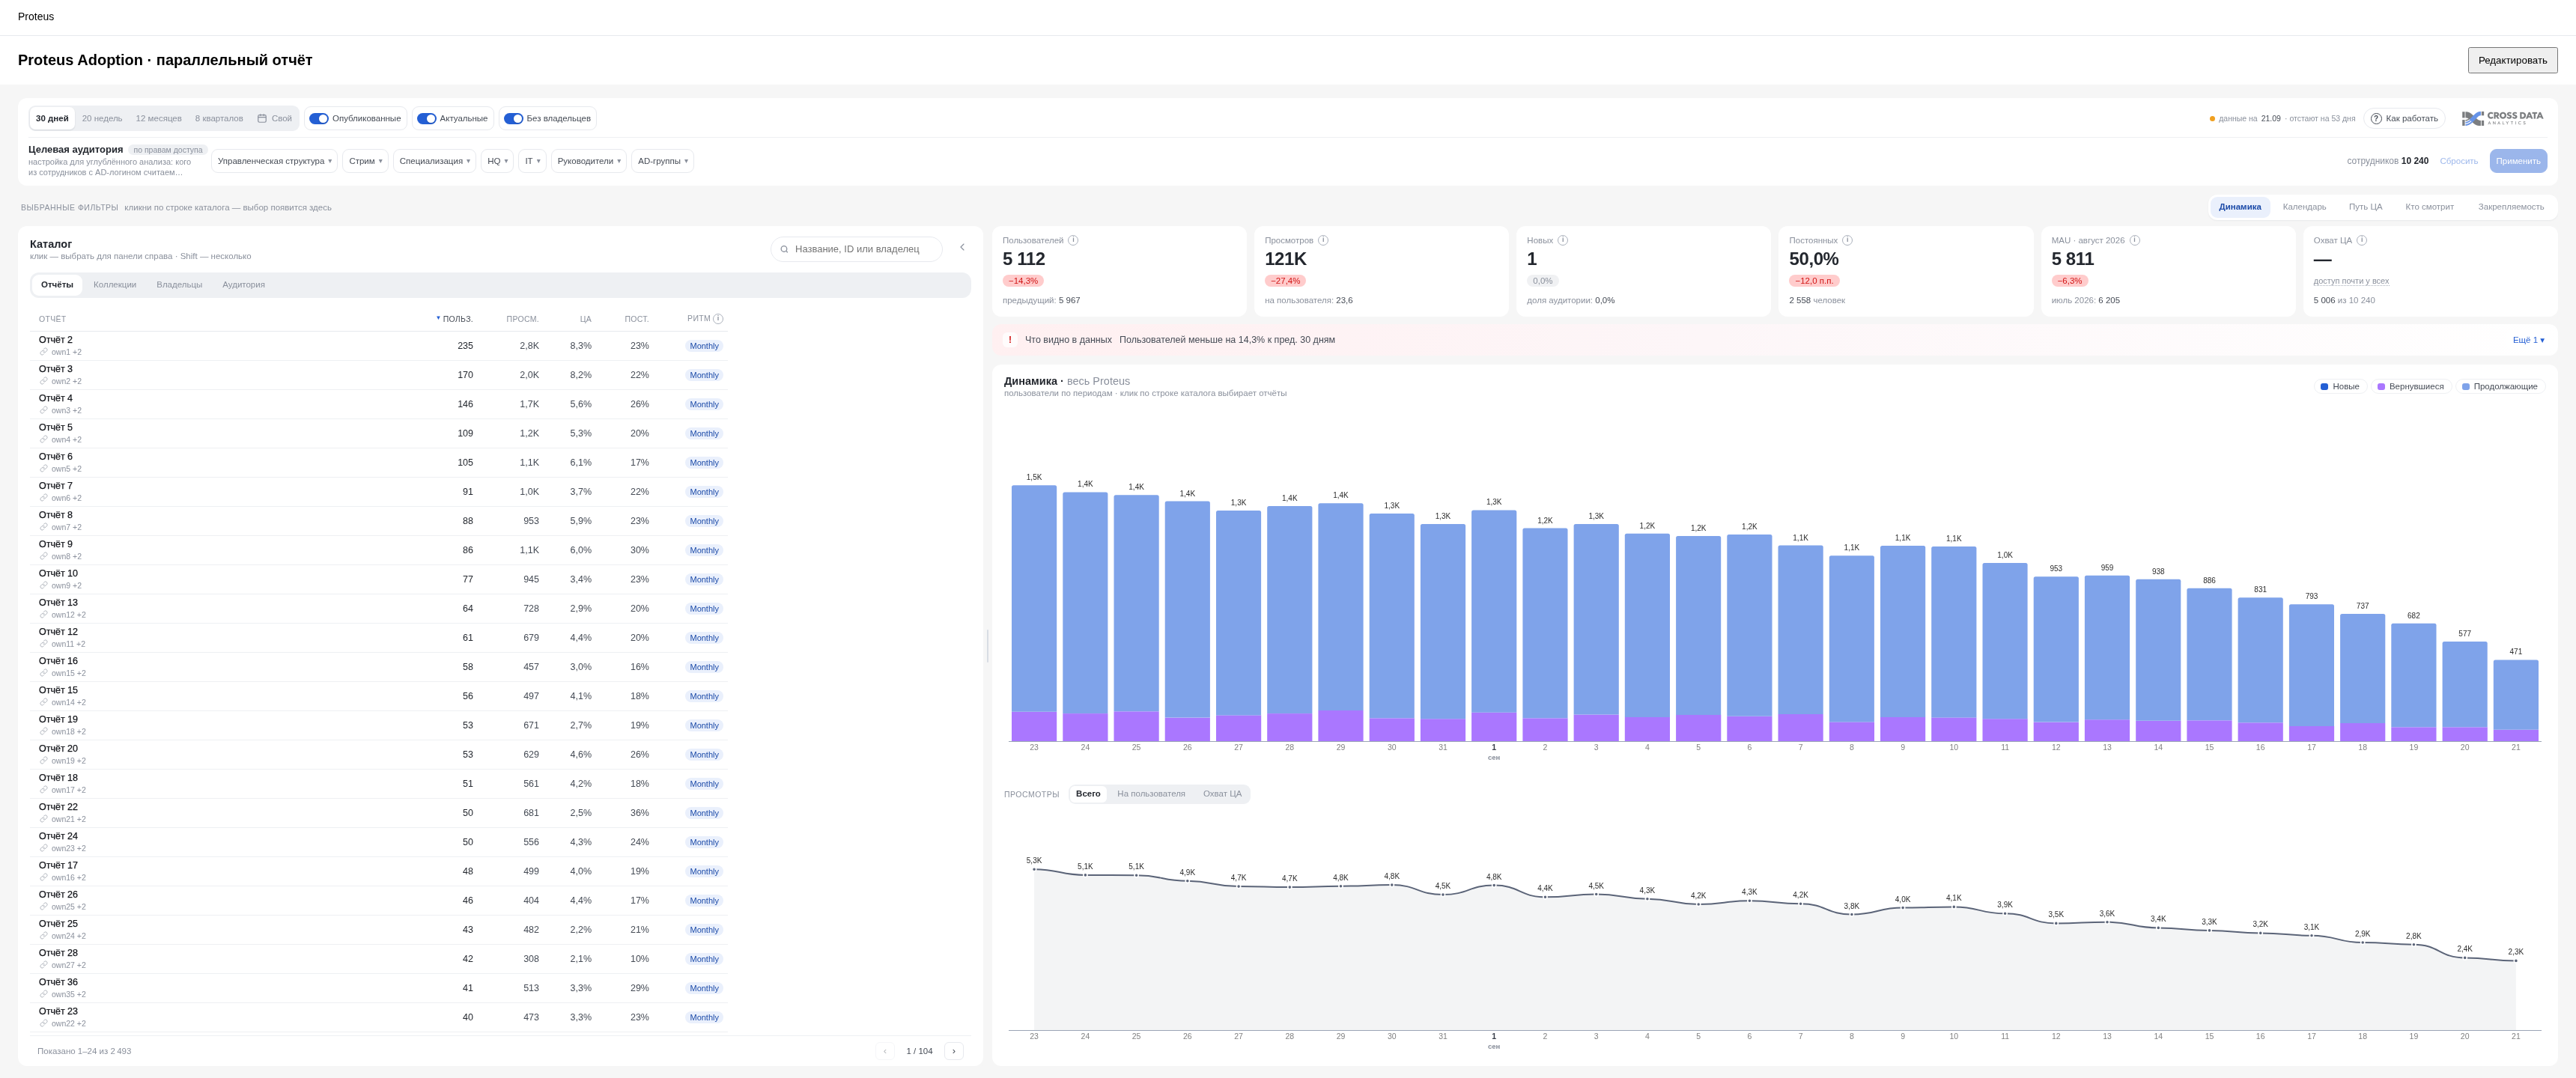 Proteus
Proteus Adoption · параллельный отчёт
Редактировать
30 дней 20 недель 12 месяцев 8 кварталов Свой Опубликованные Актуальные Без владельцев
данные на 21.09 · отстают на 53 дня ? Как работать CROSS DATA
ANALYTICS
Целевая аудитория по правам доступа
настройка для углублённого анализа: кого
из сотрудников с AD-логином считаем…
Управленческая структура ▾ Стрим ▾ Специализация ▾ HQ ▾ IT ▾ Руководители ▾ AD-группы ▾
сотрудников 10 240 Сбросить Применить
ВЫБРАННЫЕ ФИЛЬТРЫ кликни по строке каталога — выбор появится здесь
Динамика Календарь Путь ЦА Кто смотрит Закрепляемость
Каталог
клик — выбрать для панели справа · Shift — несколько
Название, ID или владелец
Отчёты Коллекции Владельцы Аудитория
ОТЧЁТ ▼ ПОЛЬЗ. ПРОСМ. ЦА ПОСТ. РИТМ i
Отчёт 2 235 2,8K 8,3% 23% Monthly
own1 +2
Отчёт 3 170 2,0K 8,2% 22% Monthly
own2 +2
Отчёт 4 146 1,7K 5,6% 26% Monthly
own3 +2
Отчёт 5 109 1,2K 5,3% 20% Monthly
own4 +2
Отчёт 6 105 1,1K 6,1% 17% Monthly
own5 +2
Отчёт 7 91 1,0K 3,7% 22% Monthly
own6 +2
Отчёт 8 88 953 5,9% 23% Monthly
own7 +2
Отчёт 9 86 1,1K 6,0% 30% Monthly
own8 +2
Отчёт 10 77 945 3,4% 23% Monthly
own9 +2
Отчёт 13 64 728 2,9% 20% Monthly
own12 +2
Отчёт 12 61 679 4,4% 20% Monthly
own11 +2
Отчёт 16 58 457 3,0% 16% Monthly
own15 +2
Отчёт 15 56 497 4,1% 18% Monthly
own14 +2
Отчёт 19 53 671 2,7% 19% Monthly
own18 +2
Отчёт 20 53 629 4,6% 26% Monthly
own19 +2
Отчёт 18 51 561 4,2% 18% Monthly
own17 +2
Отчёт 22 50 681 2,5% 36% Monthly
own21 +2
Отчёт 24 50 556 4,3% 24% Monthly
own23 +2
Отчёт 17 48 499 4,0% 19% Monthly
own16 +2
Отчёт 26 46 404 4,4% 17% Monthly
own25 +2
Отчёт 25 43 482 2,2% 21% Monthly
own24 +2
Отчёт 28 42 308 2,1% 10% Monthly
own27 +2
Отчёт 36 41 513 3,3% 29% Monthly
own35 +2
Отчёт 23 40 473 3,3% 23% Monthly
own22 +2
Показано 1–24 из 2 493 ‹ 1 / 104 ›
Пользователей i
5 112
−14,3%
предыдущий: 5 967
Просмотров i
121K
−27,4%
на пользователя: 23,6
Новых i
1
0,0%
доля аудитории: 0,0%
Постоянных i
50,0%
−12,0 п.п.
2 558 человек
MAU · август 2026 i
5 811
−6,3%
июль 2026: 6 205
Охват ЦА i
—
доступ почти у всех
5 006 из 10 240
! Что видно в данных Пользователей меньше на 14,3% к пред. 30 дням Ещё 1 ▾
Динамика · весь Proteus
пользователи по периодам · клик по строке каталога выбирает отчёты
Новые Вернувшиеся Продолжающие
1,5K 1,4K 1,4K 1,4K 1,3K 1,4K 1,4K 1,3K 1,3K 1,3K 1,2K 1,3K 1,2K 1,2K 1,2K 1,1K 1,1K 1,1K 1,1K 1,0K 953 959 938 886 831 793 737 682 577 471
23 24 25 26 27 28 29 30 31 1 2 3 4 5 6 7 8 9 10 11 12 13 14 15 16 17 18 19 20 21
сен
ПРОСМОТРЫ Всего На пользователя Охват ЦА
5,3K 5,1K 5,1K 4,9K 4,7K 4,7K 4,8K 4,8K 4,5K 4,8K 4,4K 4,5K 4,3K 4,2K 4,3K 4,2K 3,8K 4,0K 4,1K 3,9K 3,5K 3,6K 3,4K 3,3K 3,2K 3,1K 2,9K 2,8K 2,4K 2,3K
23 24 25 26 27 28 29 30 31 1 2 3 4 5 6 7 8 9 10 11 12 13 14 15 16 17 18 19 20 21
сен